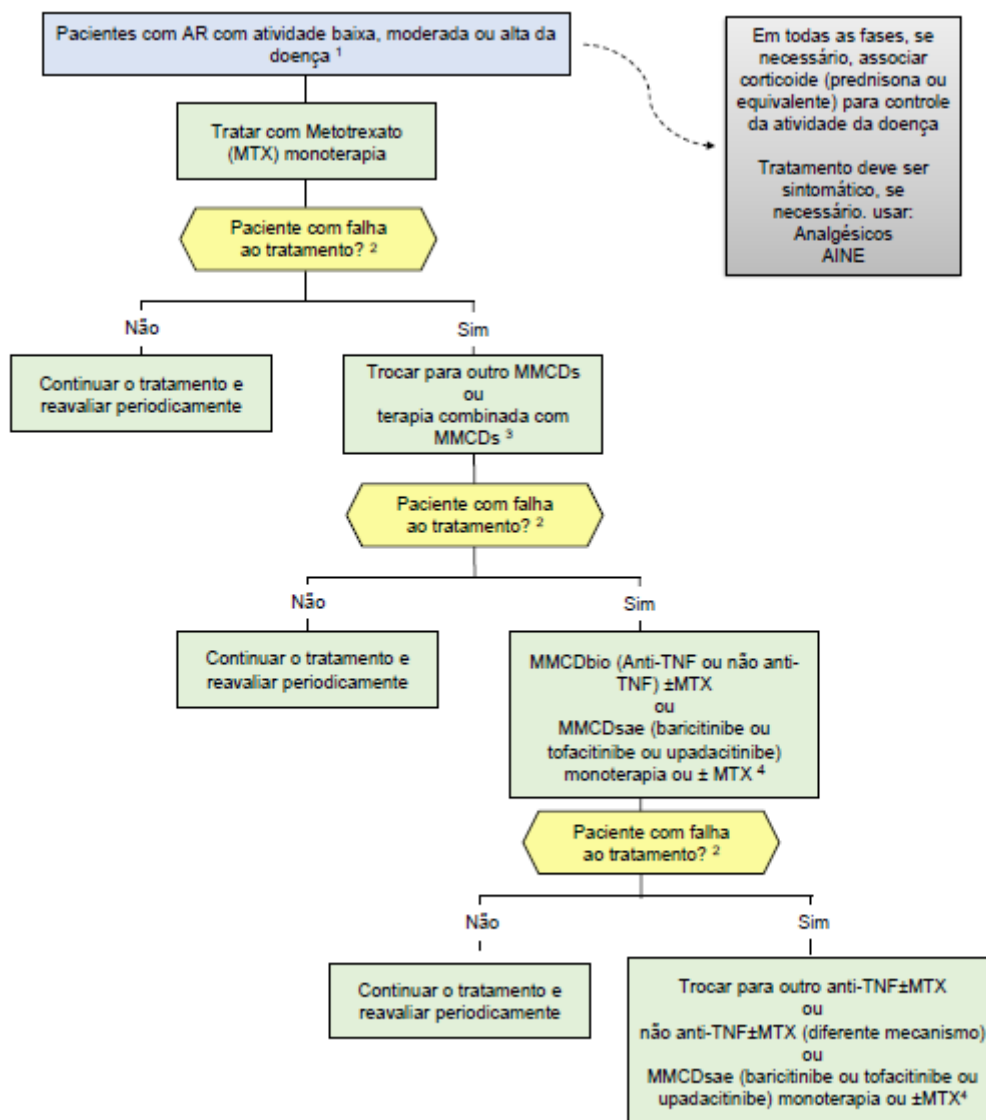 Pacientes com AR com atividade baixa, moderada ou alta da
doença ¹
Em todas as fases, se
necessário, associar
corticoide (prednisona ou
equivalente) para controle
da atividade da doença
Tratamento deve ser
sintomático, se
necessário. usar:
Analgésicos
AINE
Tratar com Metotrexato
(MTX) monoterapia
Paciente com falha
ao tratamento? ²
Não
Sim
Continuar o tratamento e
reavaliar periodicamente
Trocar para outro MMCDs
ou
terapia combinada com
MMCDs ³
Paciente com falha
ao tratamento? ²
Não
Sim
Continuar o tratamento e
reavaliar periodicamente
MMCDbio (Anti-TNF ou não anti-
TNF) ±MTX
ou
MMCDsae (baricitinibe ou
tofacitinibe ou upadacitinibe)
monoterapia ou ± MTX ⁴
Paciente com falha
ao tratamento? ²
Não
Sim
Continuar o tratamento e
reavaliar periodicamente
Trocar para outro anti-TNF±MTX
ou
não anti-TNF±MTX (diferente mecanismo)
ou
MMCDsae (baricitinibe ou tofacitinibe ou
upadacitinibe) monoterapia ou ±MTX⁴